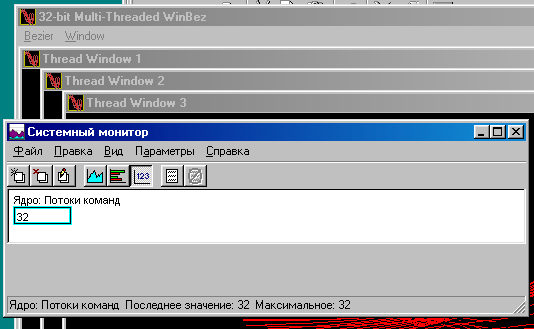 32-bit Multi-Threaded WinBez
Bezier Window
Thread Window 1
Thread Window 2
Thread Window 3
Системный монитор
Файл Правка Вид Параметры Справка
123
Ядро: Потоки команд
32
Ядро: Потоки команд Последнее значение: 32 Максимальное: 32